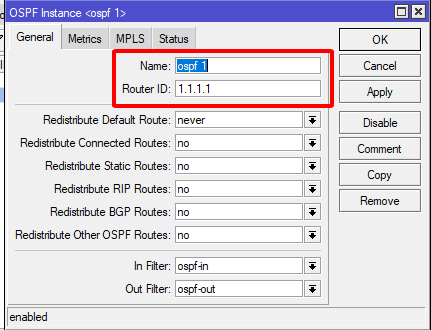 OSPF Instance <ospf 1>
General Metrics MPLS Status
OK
Name: ospf 1
Cancel
Router ID: 1.1.1.1
Apply
Redistribute Default Route: never
Disable
Redistribute Connected Routes: no
Comment
Redistribute Static Routes: no
Copy
Redistribute RIP Routes: no
Remove
Redistribute BGP Routes: no
Redistribute Other OSPF Routes: no
In Filter: ospf-in
Out Filter: ospf-out
enabled